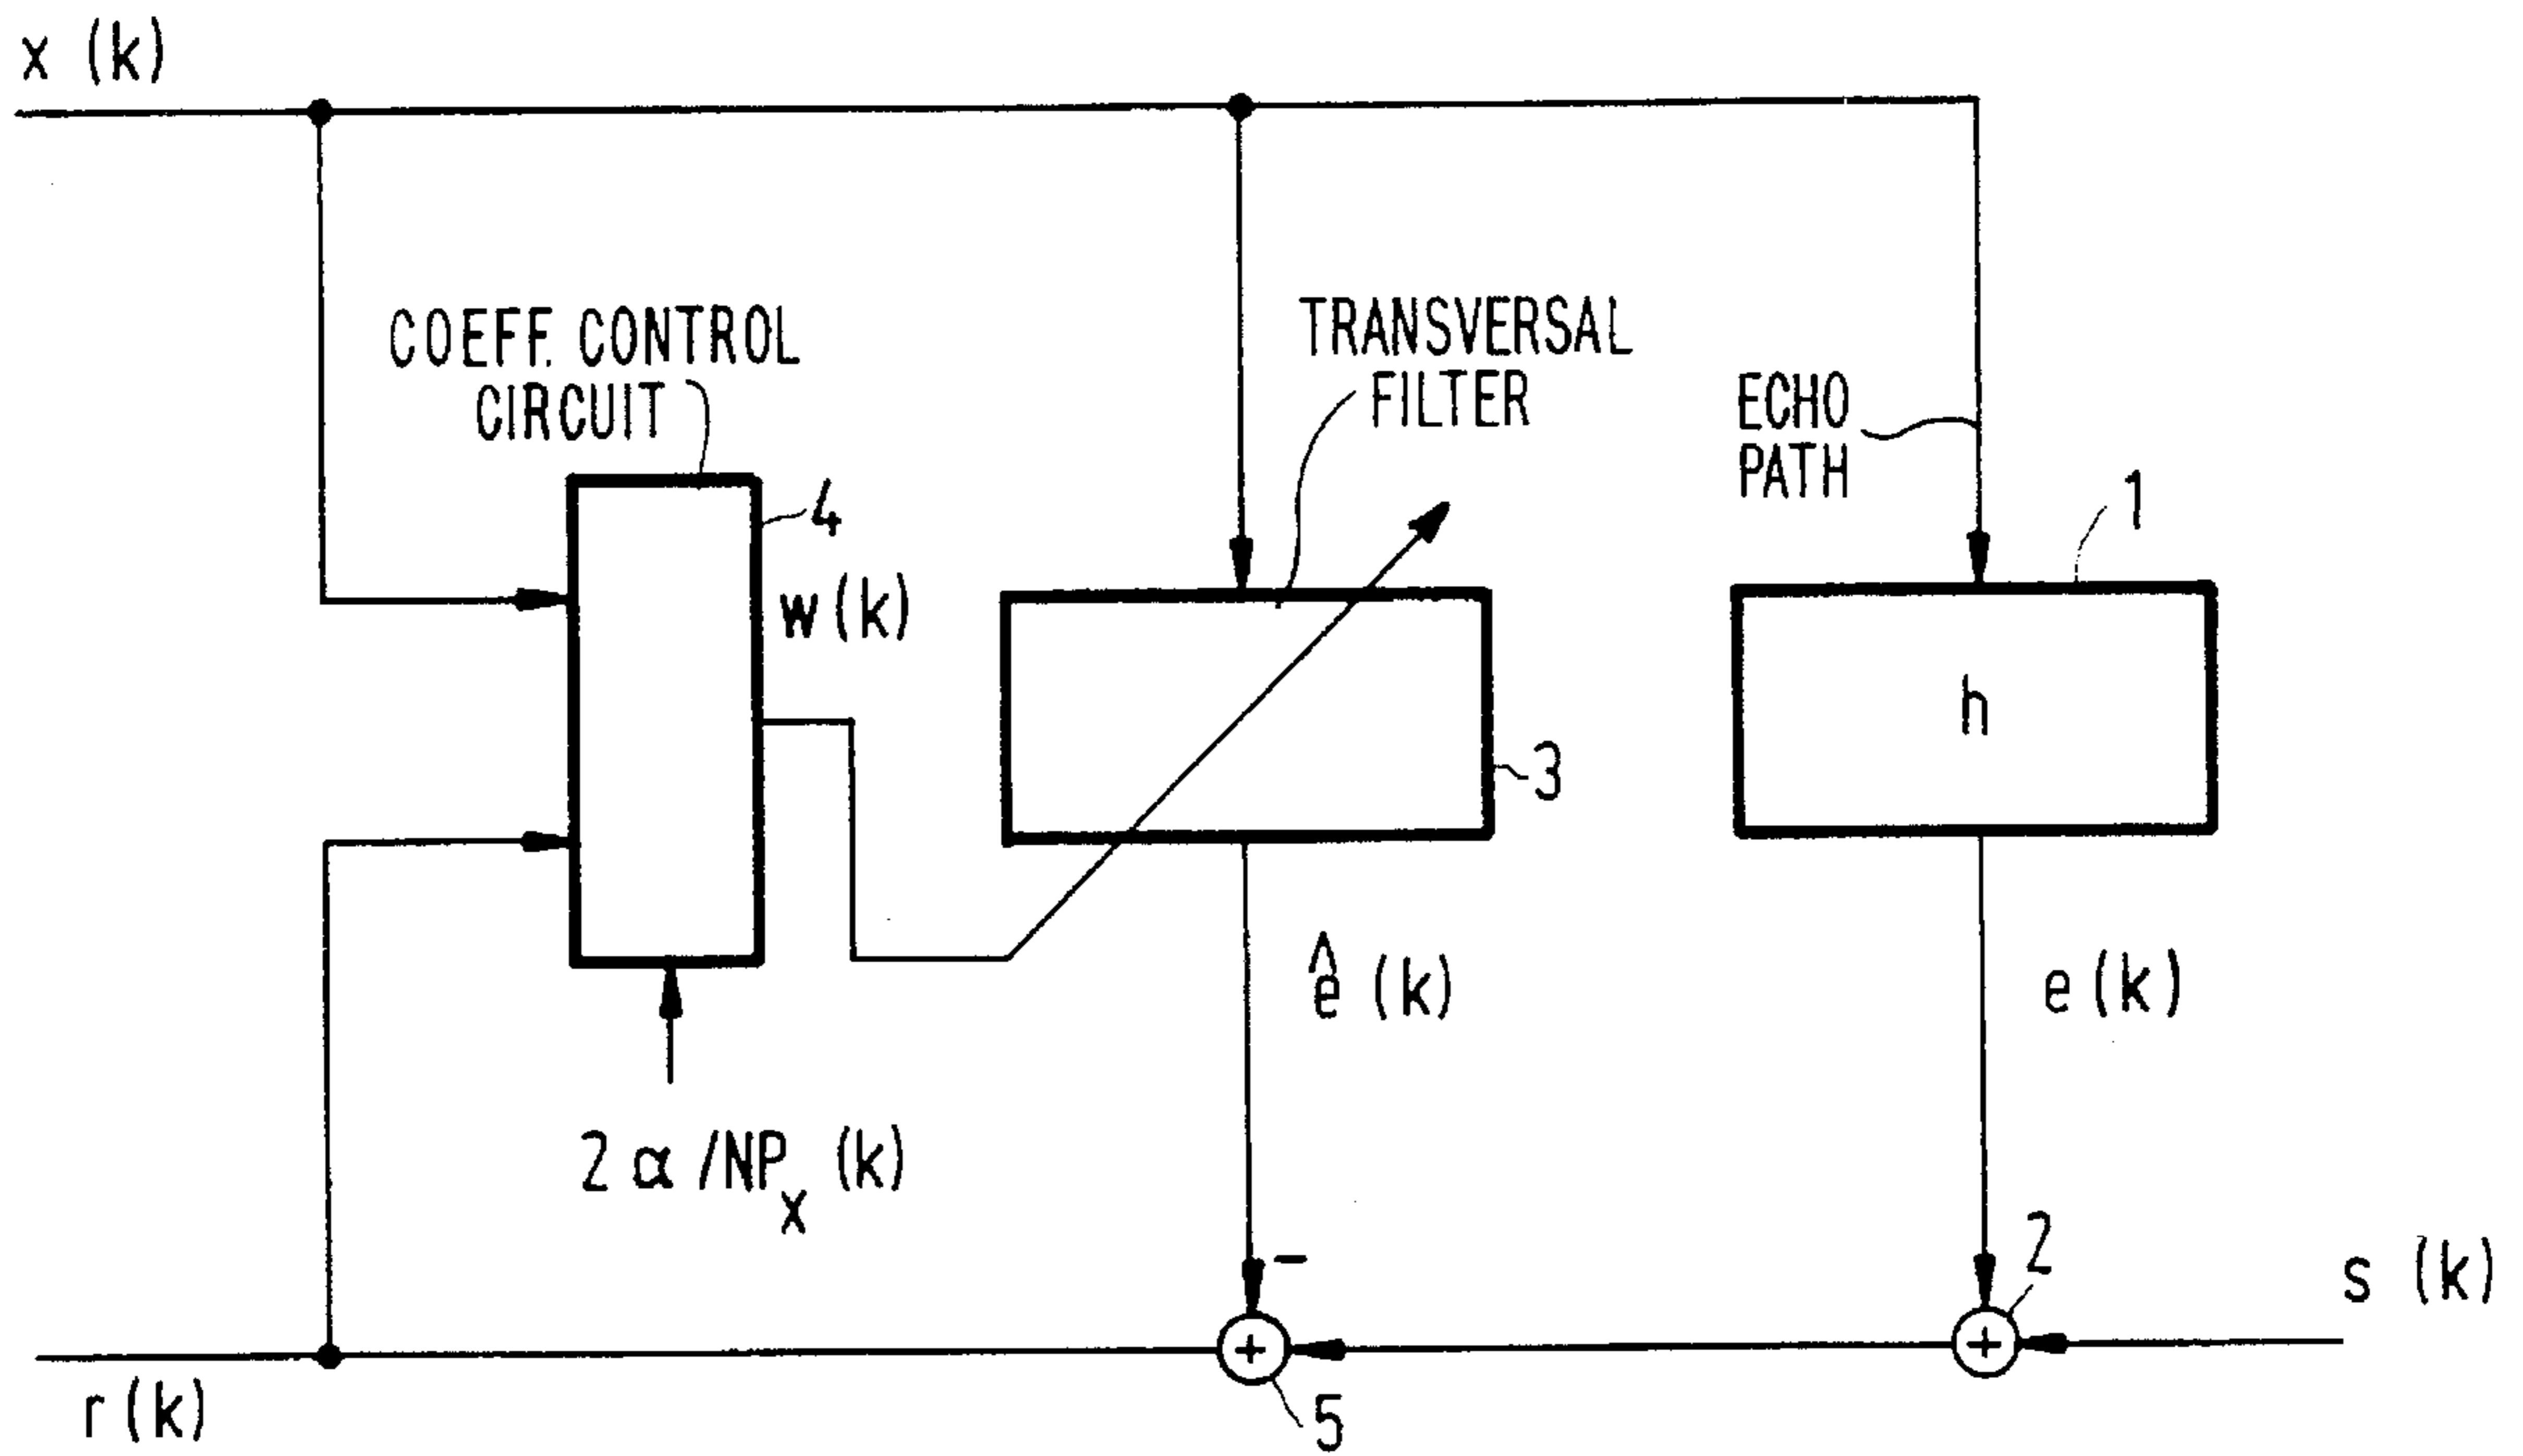 x (k)
COEFF. CONTROL
CIRCUIT
TRANSVERSAL
FILTER
ECHO
PATH
1
4
w(k)
h
3
ê (k)
e (k)
2 α /NPx (k)
-
2
s (k)
+
+
r (k)
5